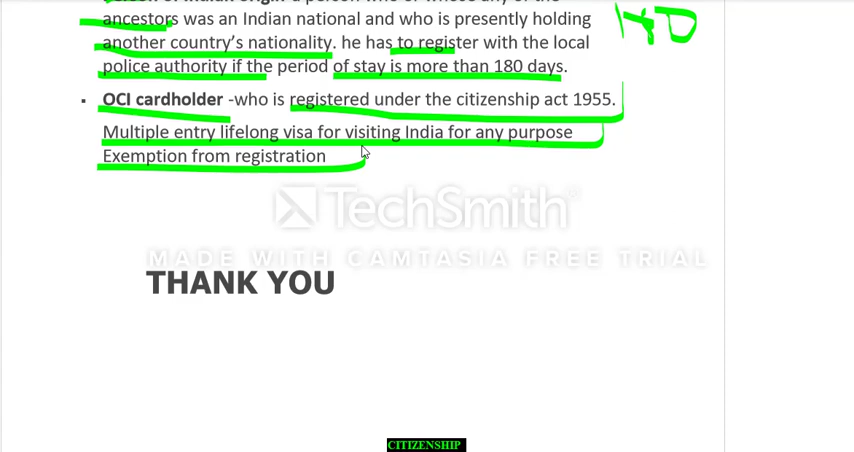 ancestors was an Indian national and who is presently holding
another country's nationality. he has to register with the local
police authority if the period of stay is more than 180 days.
▪ OCI cardholder -who is registered under the citizenship act 1955.
Multiple entry lifelong visa for visiting India for any purpose
Exemption from registration
TechSmith
MADE WITH CAMTASIA FREE TRIAL
THANK YOU
CITIZENSHIP